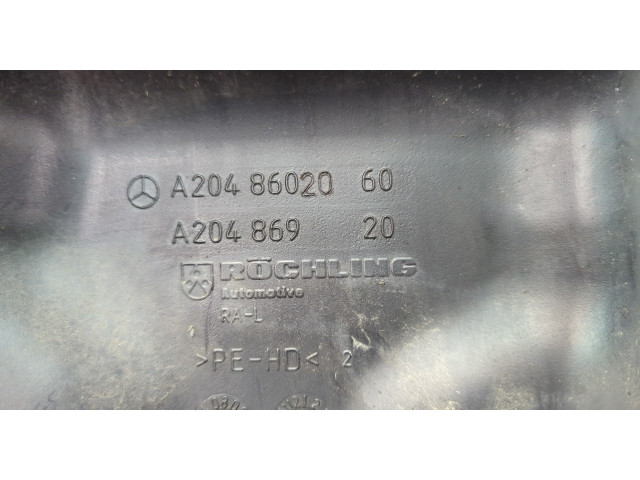 A204 86020 60
A204 869 20
RÖCHLING
Automotive
RA-L
>PE-HD< 2